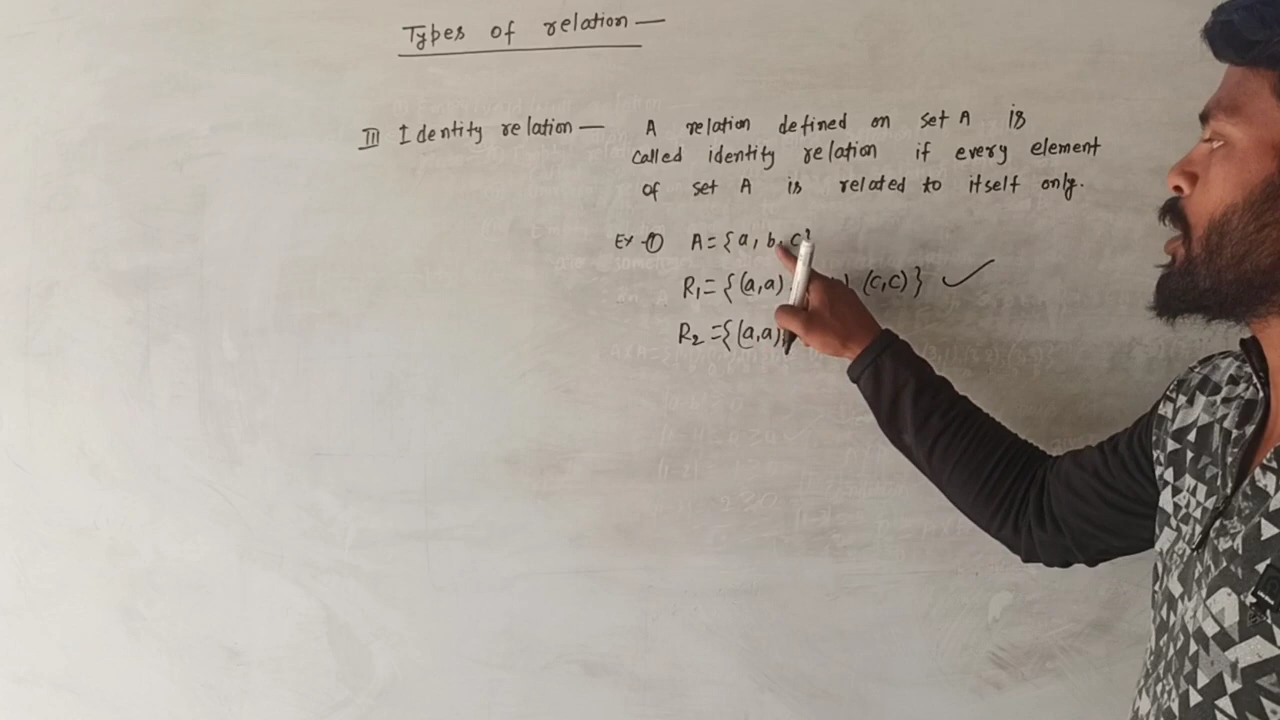 Types of relation —
III Identity relation — A relation defined on set A is
called identity relation if every element
of set A is related to itself only.
Ex-① A={a, b, c}
R₁={(a,a) (c,c)} ✓
R₂={(a,a)